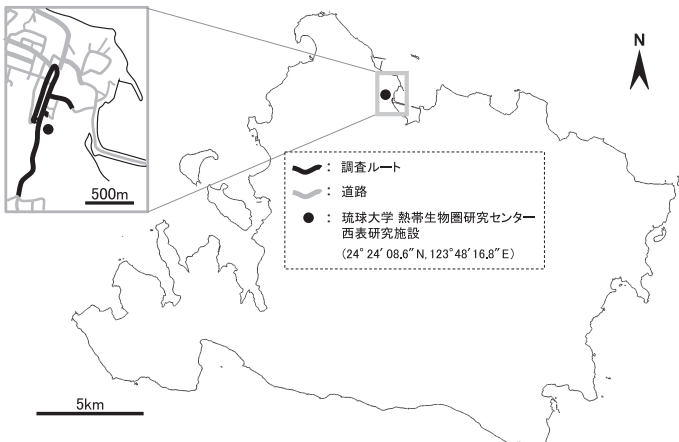 N
500m
: 調査ルート
: 道路
: 琉球大学 熱帯生物圏研究センター
西表研究施設
(24° 24′ 08.6″N, 123° 48′ 16.8″E)
5km